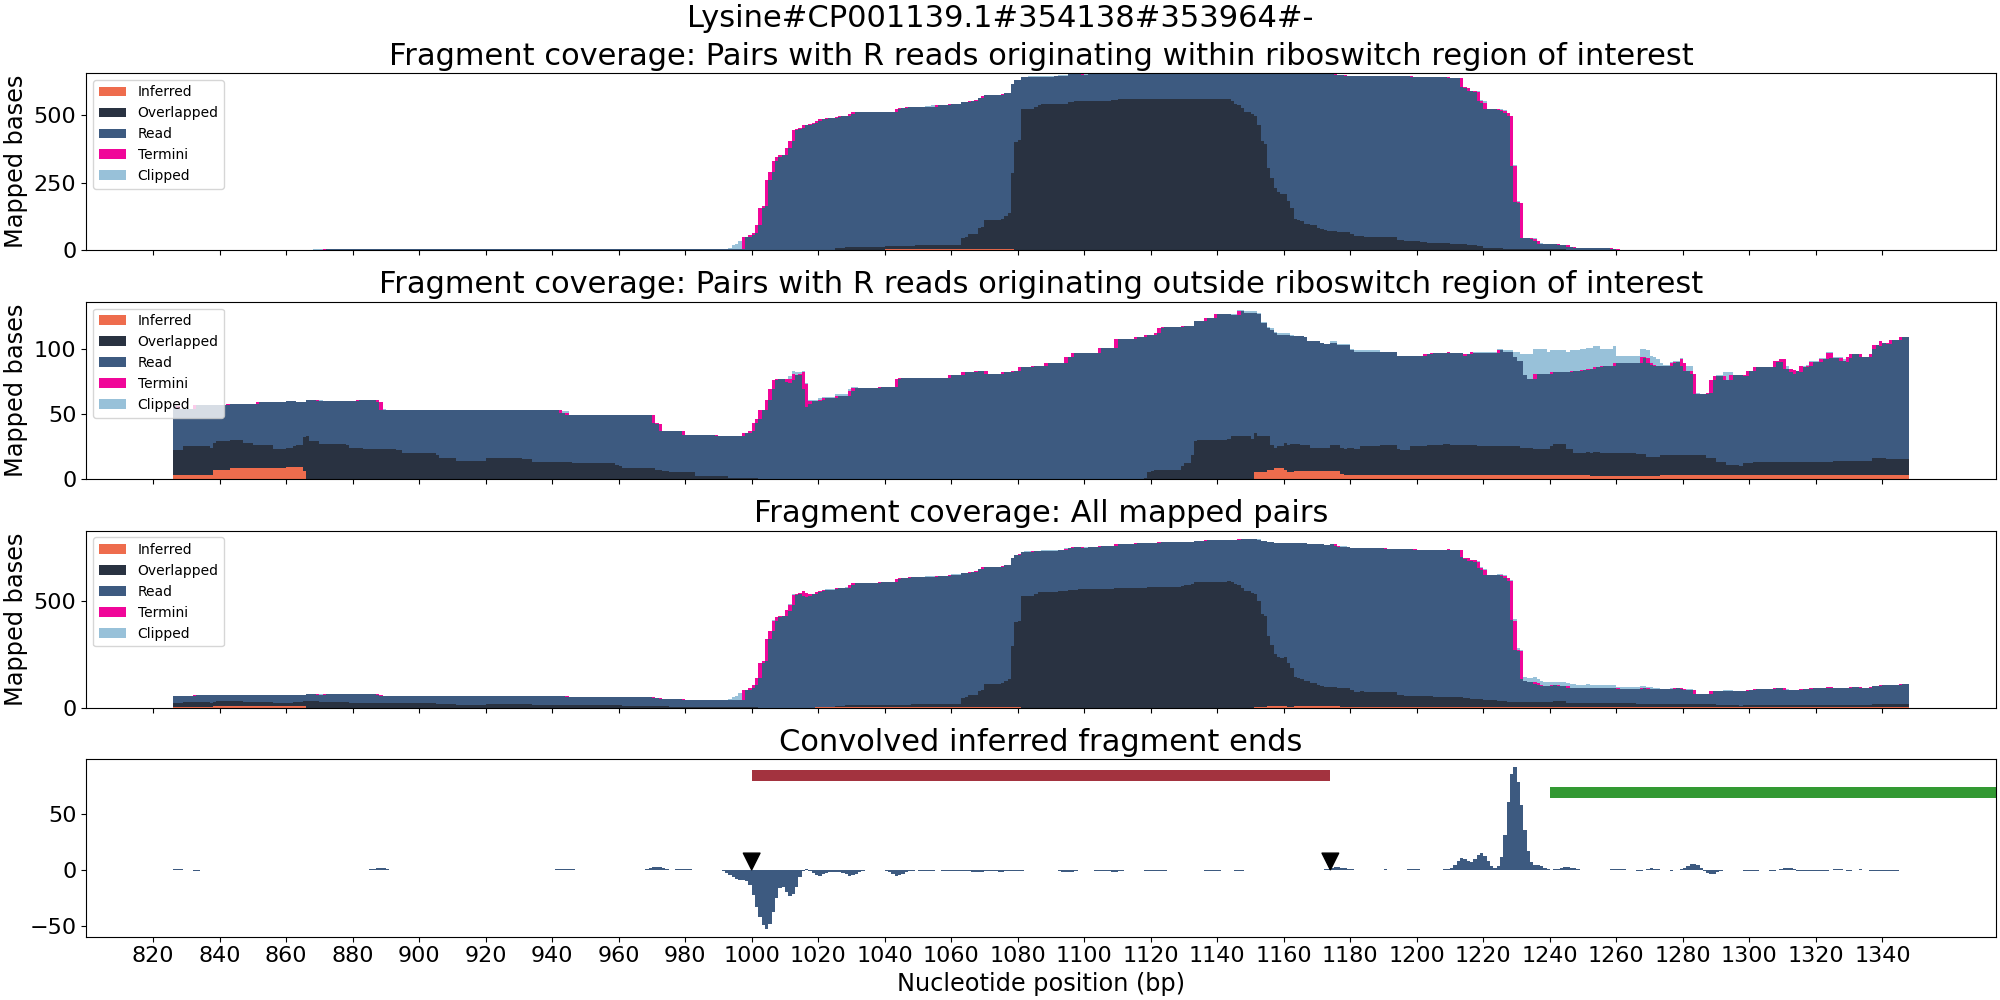 Lysine#CP001139.1#354138#353964#-
Fragment coverage: Pairs with R reads originating within riboswitch region of interest
Mapped bases
500
250
0
Inferred
Overlapped
Read
Termini
Clipped
Fragment coverage: Pairs with R reads originating outside riboswitch region of interest
Mapped bases
100
50
0
Inferred
Overlapped
Read
Termini
Clipped
Fragment coverage: All mapped pairs
Mapped bases
500
0
Inferred
Overlapped
Read
Termini
Clipped
Convolved inferred fragment ends
50
0
−50
820 840 860 880 900 920 940 960 980 1000 1020 1040 1060 1080 1100 1120 1140 1160 1180 1200 1220 1240 1260 1280 1300 1320 1340
Nucleotide position (bp)